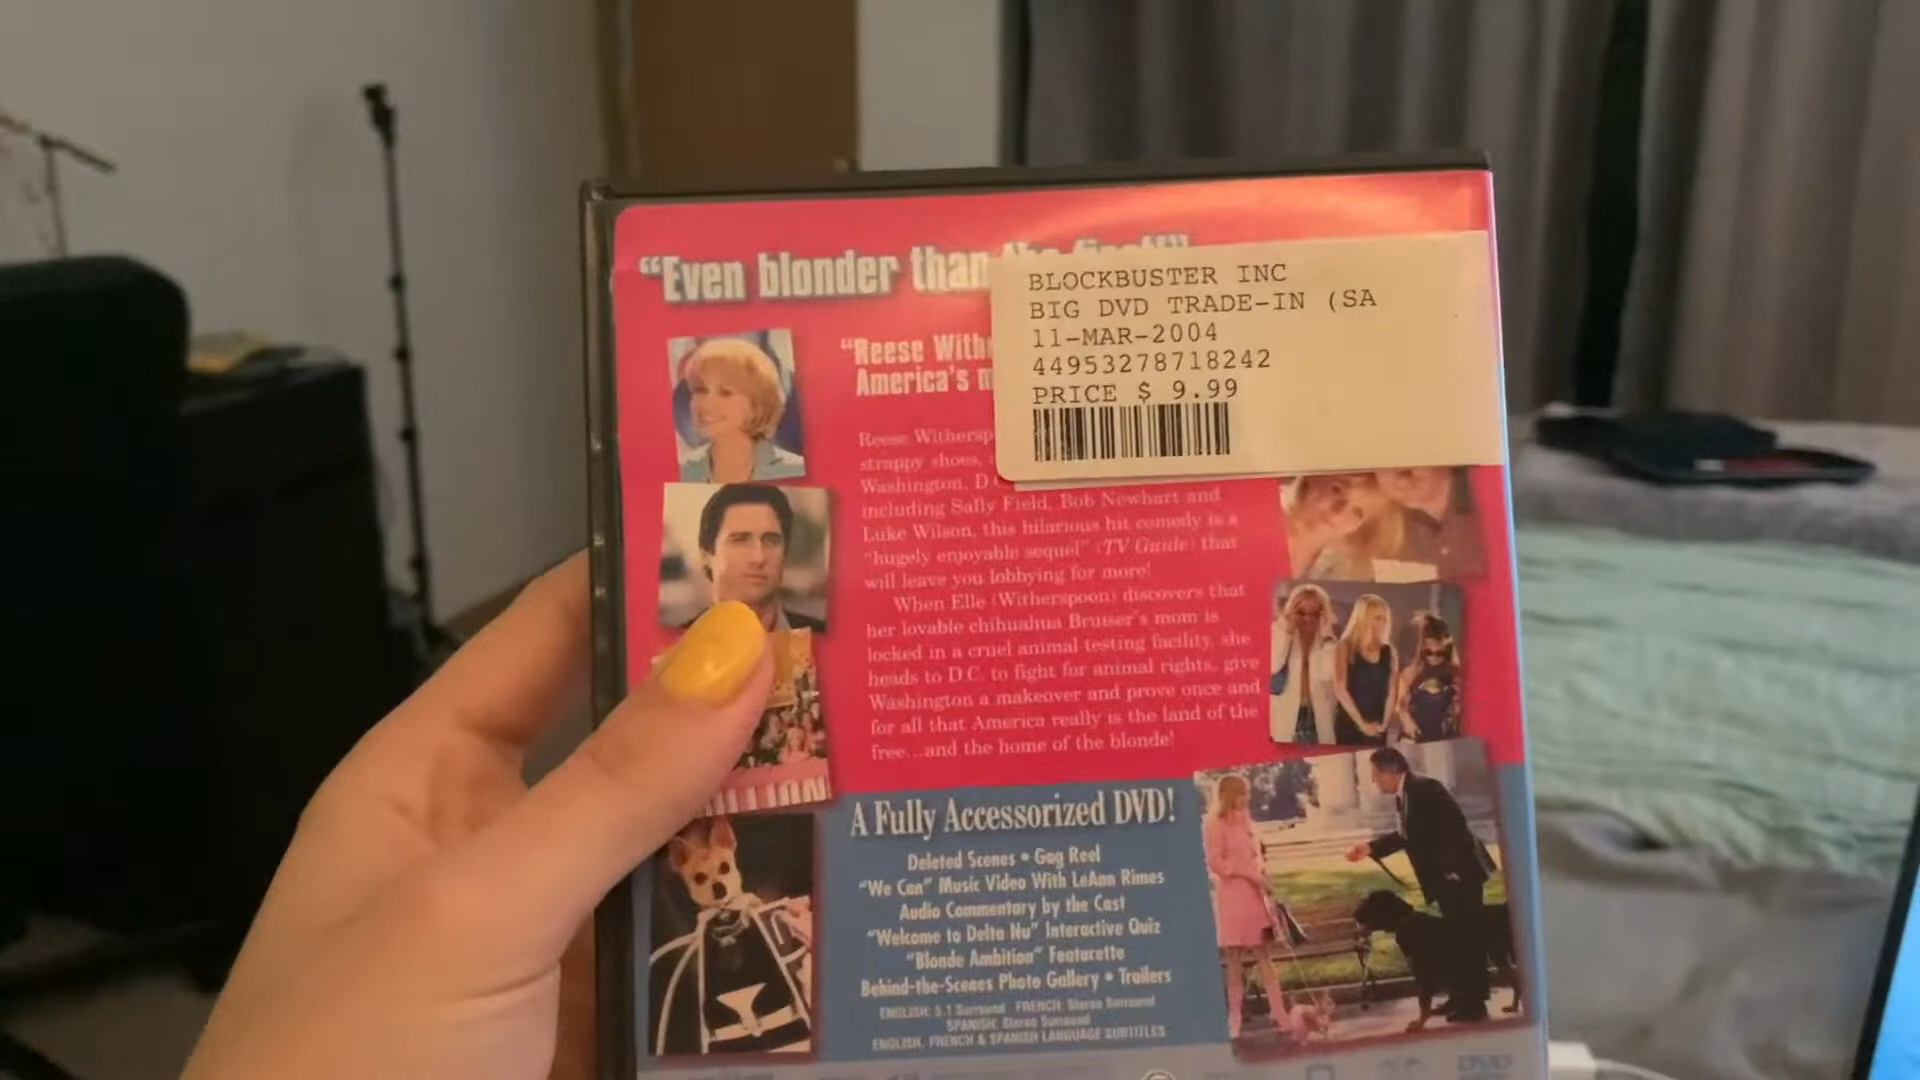 “Even blonder than the first!”
BLOCKBUSTER INC
BIG DVD TRADE-IN (SA
11-MAR-2004
44953278718242
PRICE $ 9.99
“Reese With
America's m
Reese Withersp
strappy shoes,
Washington, D.C.
including Sally Field, Bob Newhart and
Luke Wilson, this hilarious hit comedy is a
“hugely enjoyable sequel” (TV Guide) that
will leave you lobbying for more!
When Elle (Witherspoon) discovers that
her lovable chihuahua Bruiser's mom is
locked in a cruel animal testing facility, she
heads to D.C. to fight for animal rights, give
Washington a makeover and prove once and
for all that America really is the land of the
free...and the home of the blonde!
A Fully Accessorized DVD!
Deleted Scenes • Gag Reel
“We Can” Music Video With LeAnn Rimes
Audio Commentary by the Cast
“Welcome to Delta Nu” Interactive Quiz
“Blonde Ambition” Featurette
Behind-the-Scenes Photo Gallery • Trailers
ENGLISH: 5.1 Surround FRENCH: Stereo Surround
SPANISH: Stereo Surround
ENGLISH, FRENCH & SPANISH LANGUAGE SUBTITLES
DVD